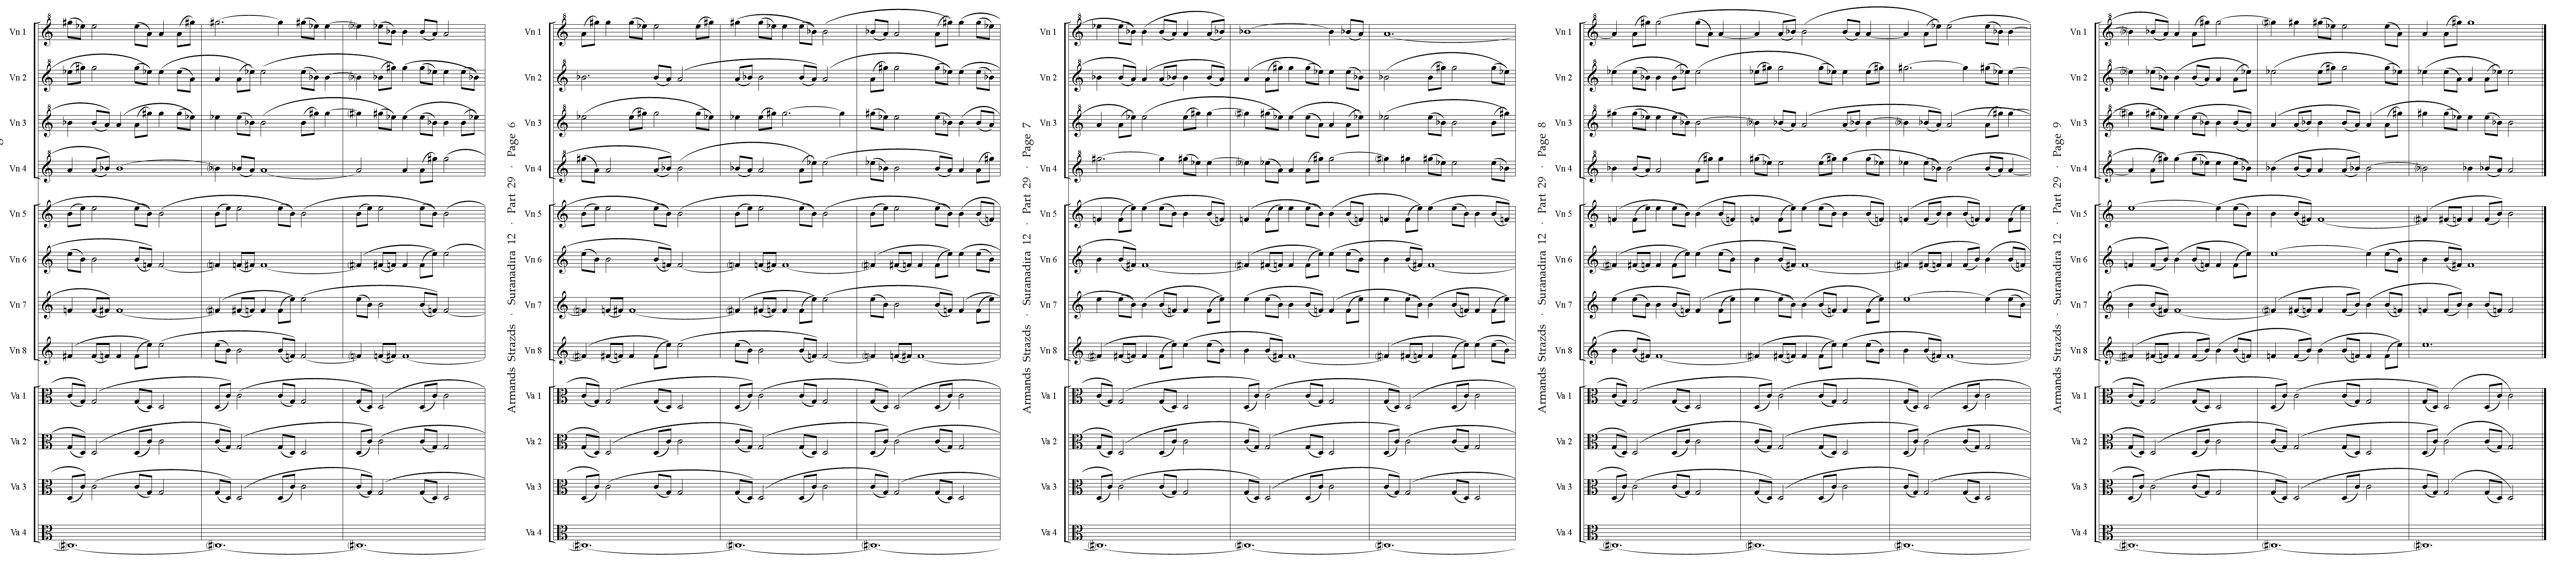 Vn 1
Vn 2
Vn 3
Vn 4
Vn 5
Vn 6
Vn 7
Vn 8
Va 1
Va 2
Va 3
Va 4
Armands Strazds · Suranadira 12 · Part 29 · Page 6
Vn 1
Vn 2
Vn 3
Vn 4
Vn 5
Vn 6
Vn 7
Vn 8
Va 1
Va 2
Va 3
Va 4
Armands Strazds · Suranadira 12 · Part 29 · Page 7
Vn 1
Vn 2
Vn 3
Vn 4
Vn 5
Vn 6
Vn 7
Vn 8
Va 1
Va 2
Va 3
Va 4
Armands Strazds · Suranadira 12 · Part 29 · Page 8
Vn 1
Vn 2
Vn 3
Vn 4
Vn 5
Vn 6
Vn 7
Vn 8
Va 1
Va 2
Va 3
Va 4
Armands Strazds · Suranadira 12 · Part 29 · Page 9
Vn 1
Vn 2
Vn 3
Vn 4
Vn 5
Vn 6
Vn 7
Vn 8
Va 1
Va 2
Va 3
Va 4